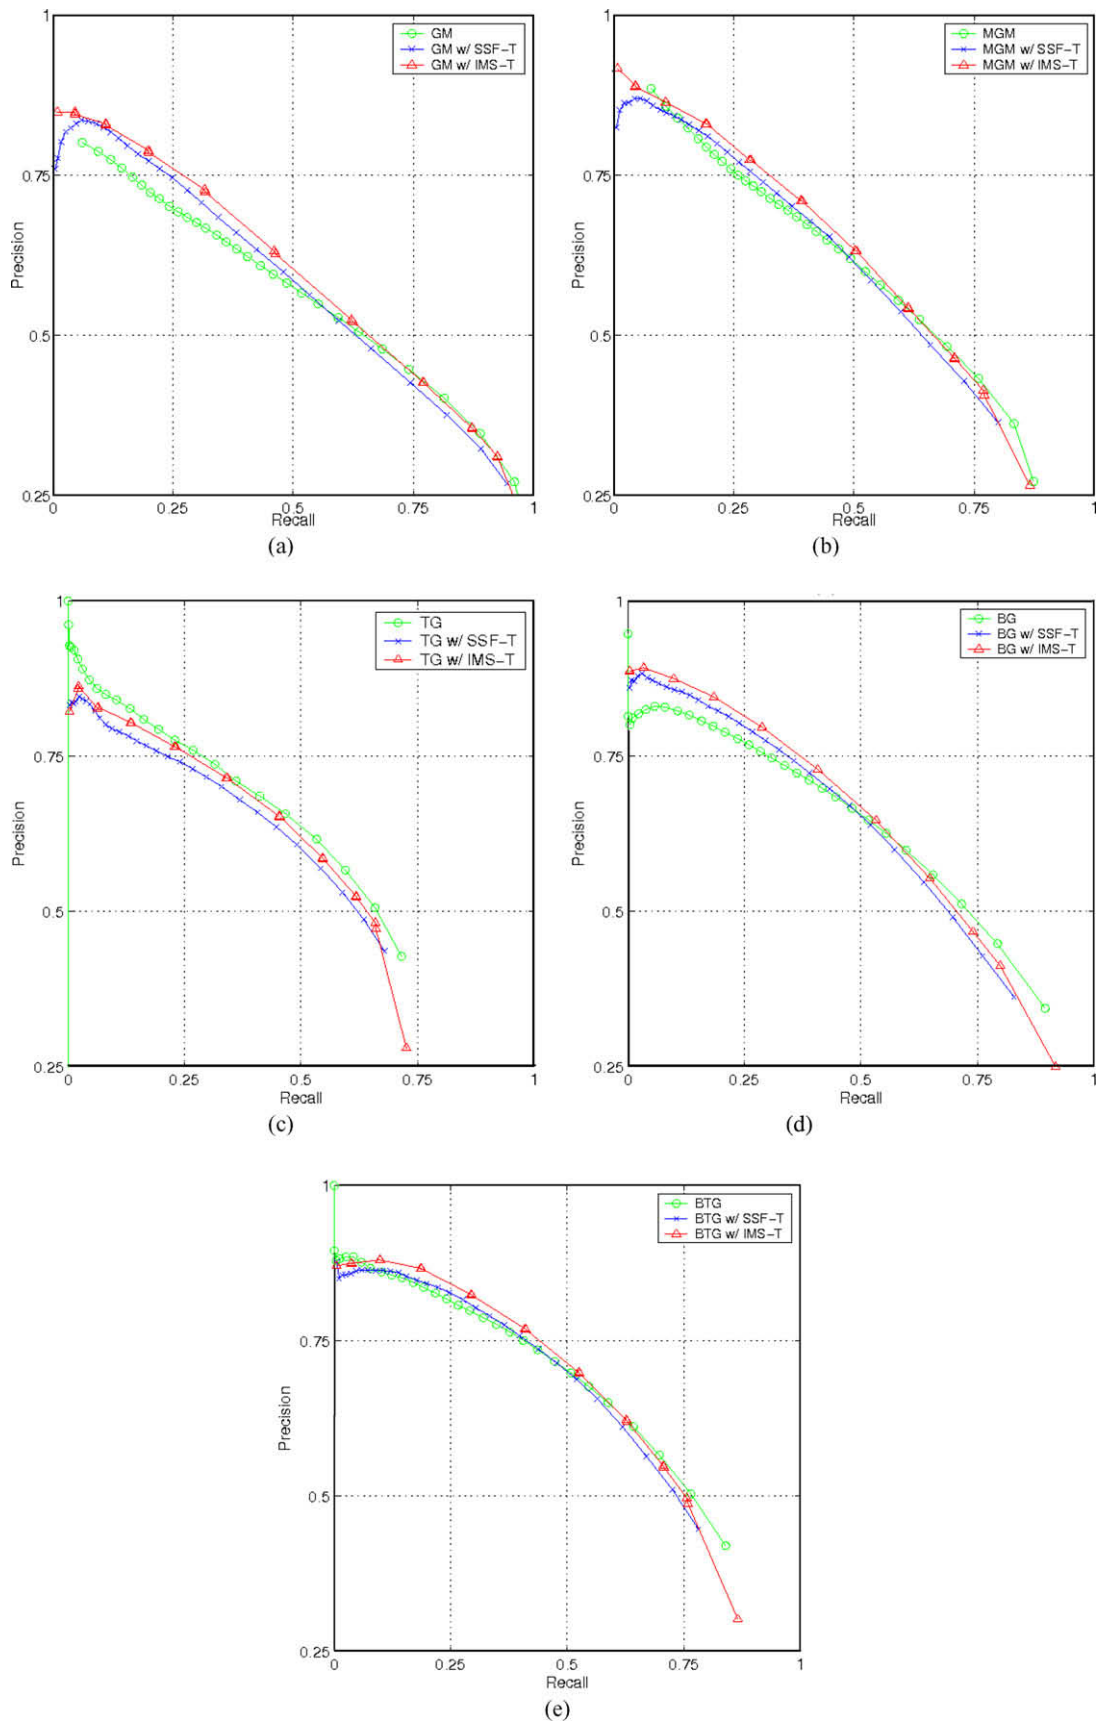 1
GM
GM w/ SSF-T
GM w/ IMS-T
0.75
Precision
0.5
0.25
0 0.25 0.5 0.75 1
Recall
(a)
1
MGM
MGM w/ SSF-T
MGM w/ IMS-T
0.75
Precision
0.5
0.25
0 0.25 0.5 0.75 1
Recall
(b)
1
TG
TG w/ SSF-T
TG w/ IMS-T
0.75
Precision
0.5
0.25
0 0.25 0.5 0.75 1
Recall
(c)
1
BG
BG w/ SSF-T
BG w/ IMS-T
0.75
Precision
0.5
0.25
0 0.25 0.5 0.75 1
Recall
(d)
1
BTG
BTG w/ SSF-T
BTG w/ IMS-T
0.75
Precision
0.5
0.25
0 0.25 0.5 0.75 1
Recall
(e)